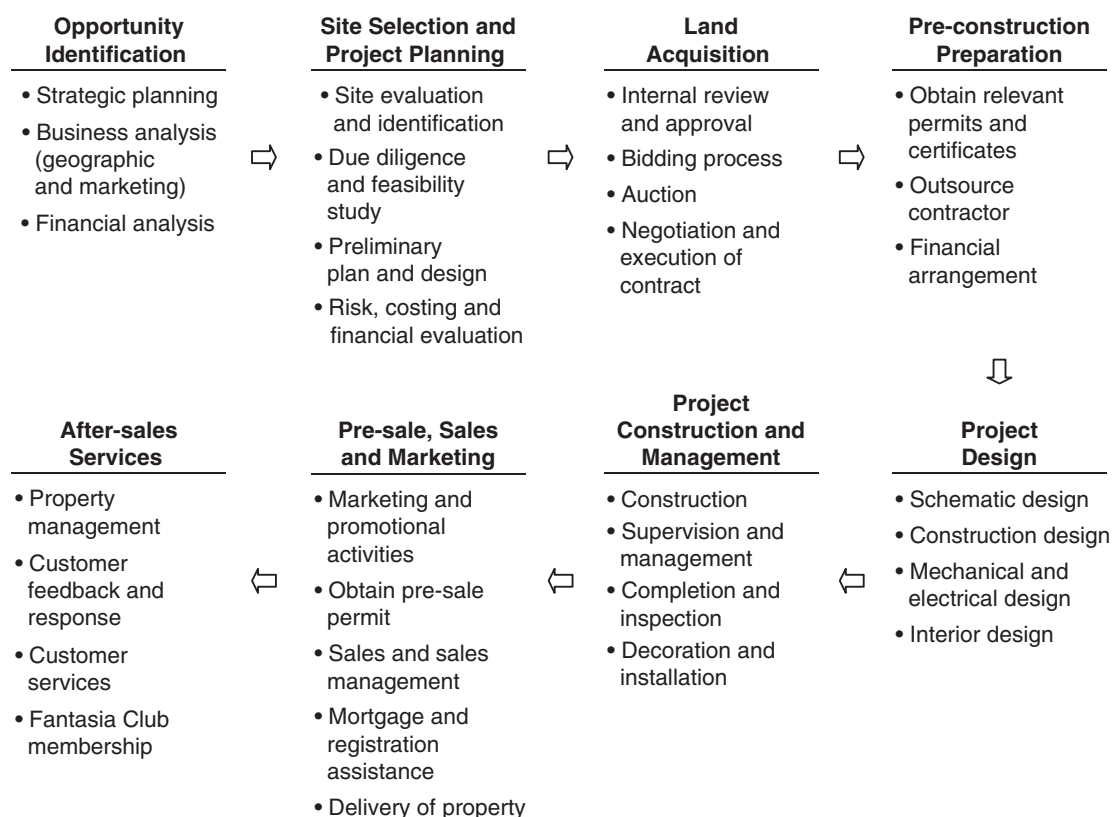 Opportunity
Identification
• Strategic planning
• Business analysis
(geographic
and marketing)
• Financial analysis
Site Selection and
Project Planning
• Site evaluation
and identification
• Due diligence
and feasibility
study
• Preliminary
plan and design
• Risk, costing and
financial evaluation
Land
Acquisition
• Internal review
and approval
• Bidding process
• Auction
• Negotiation and
execution of
contract
Pre-construction
Preparation
• Obtain relevant
permits and
certificates
• Outsource
contractor
• Financial
arrangement
Project
Design
• Schematic design
• Construction design
• Mechanical and
electrical design
• Interior design
Project
Construction and
Management
• Construction
• Supervision and
management
• Completion and
inspection
• Decoration and
installation
Pre-sale, Sales
and Marketing
• Marketing and
promotional
activities
• Obtain pre-sale
permit
• Sales and sales
management
• Mortgage and
registration
assistance
• Delivery of property
After-sales
Services
• Property
management
• Customer
feedback and
response
• Customer
services
• Fantasia Club
membership